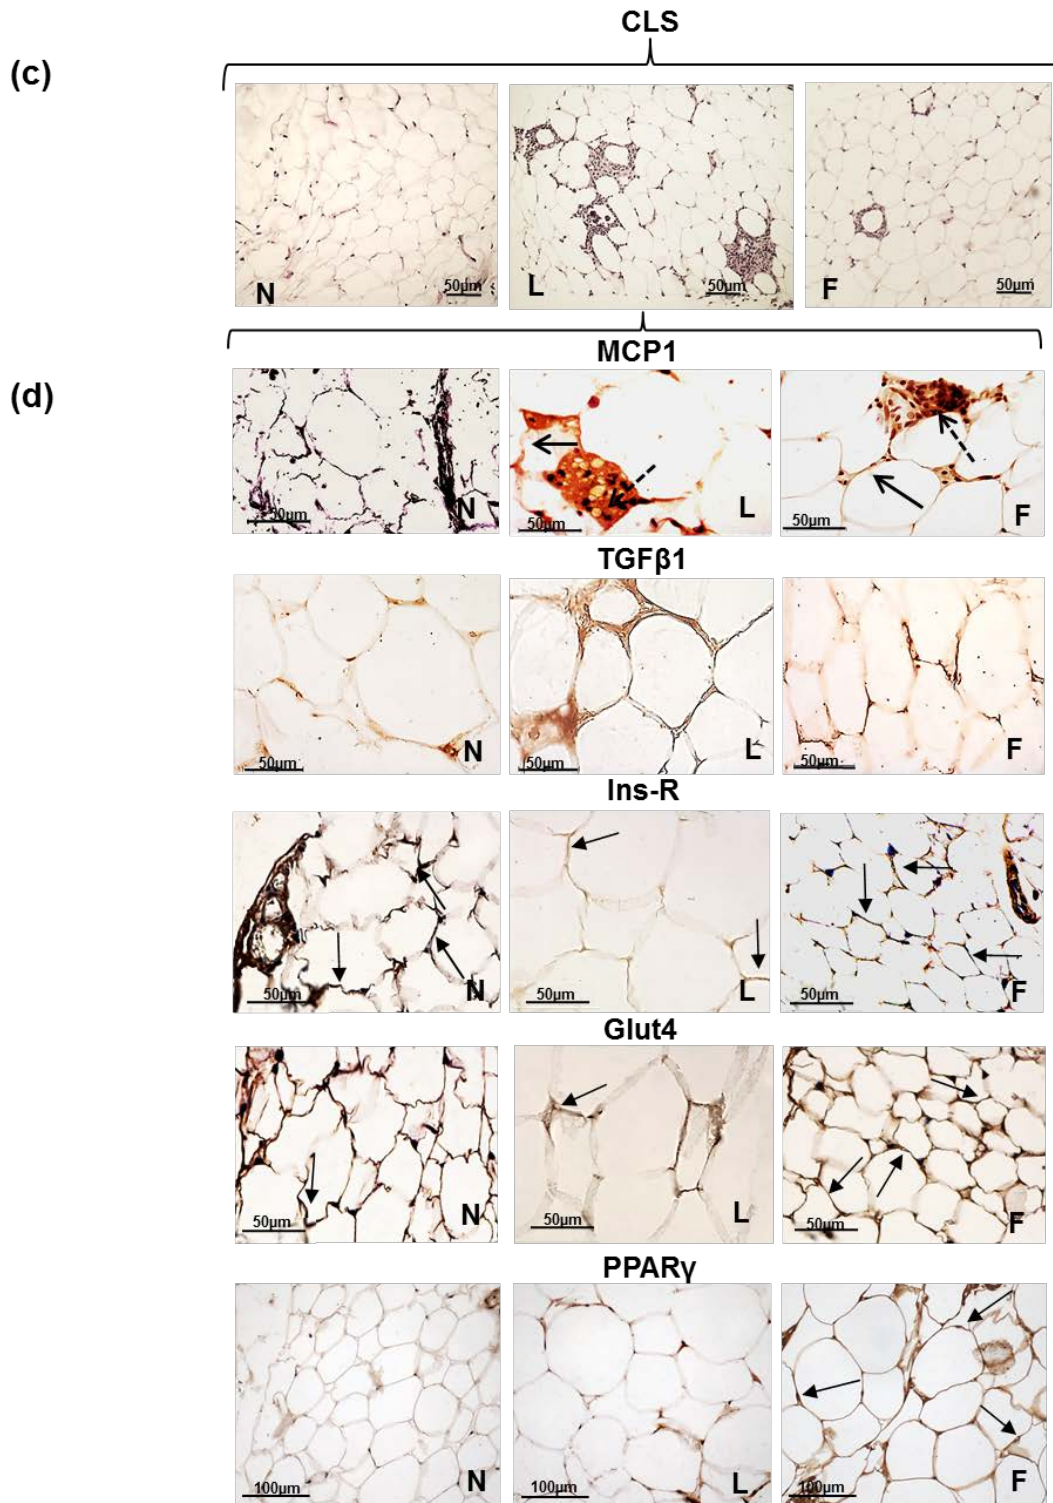 CLS
(c)
N 50µm L 50µm F 50µm
MCP1
(d)
50µm N L 50µm F
TGFβ1
50µm N 50µm L 50µm F
Ins-R
50µm N 50µm L 50µm F
Glut4
50µm N 50µm L 50µm F
PPARγ
100µm N 100µm L 100µm F